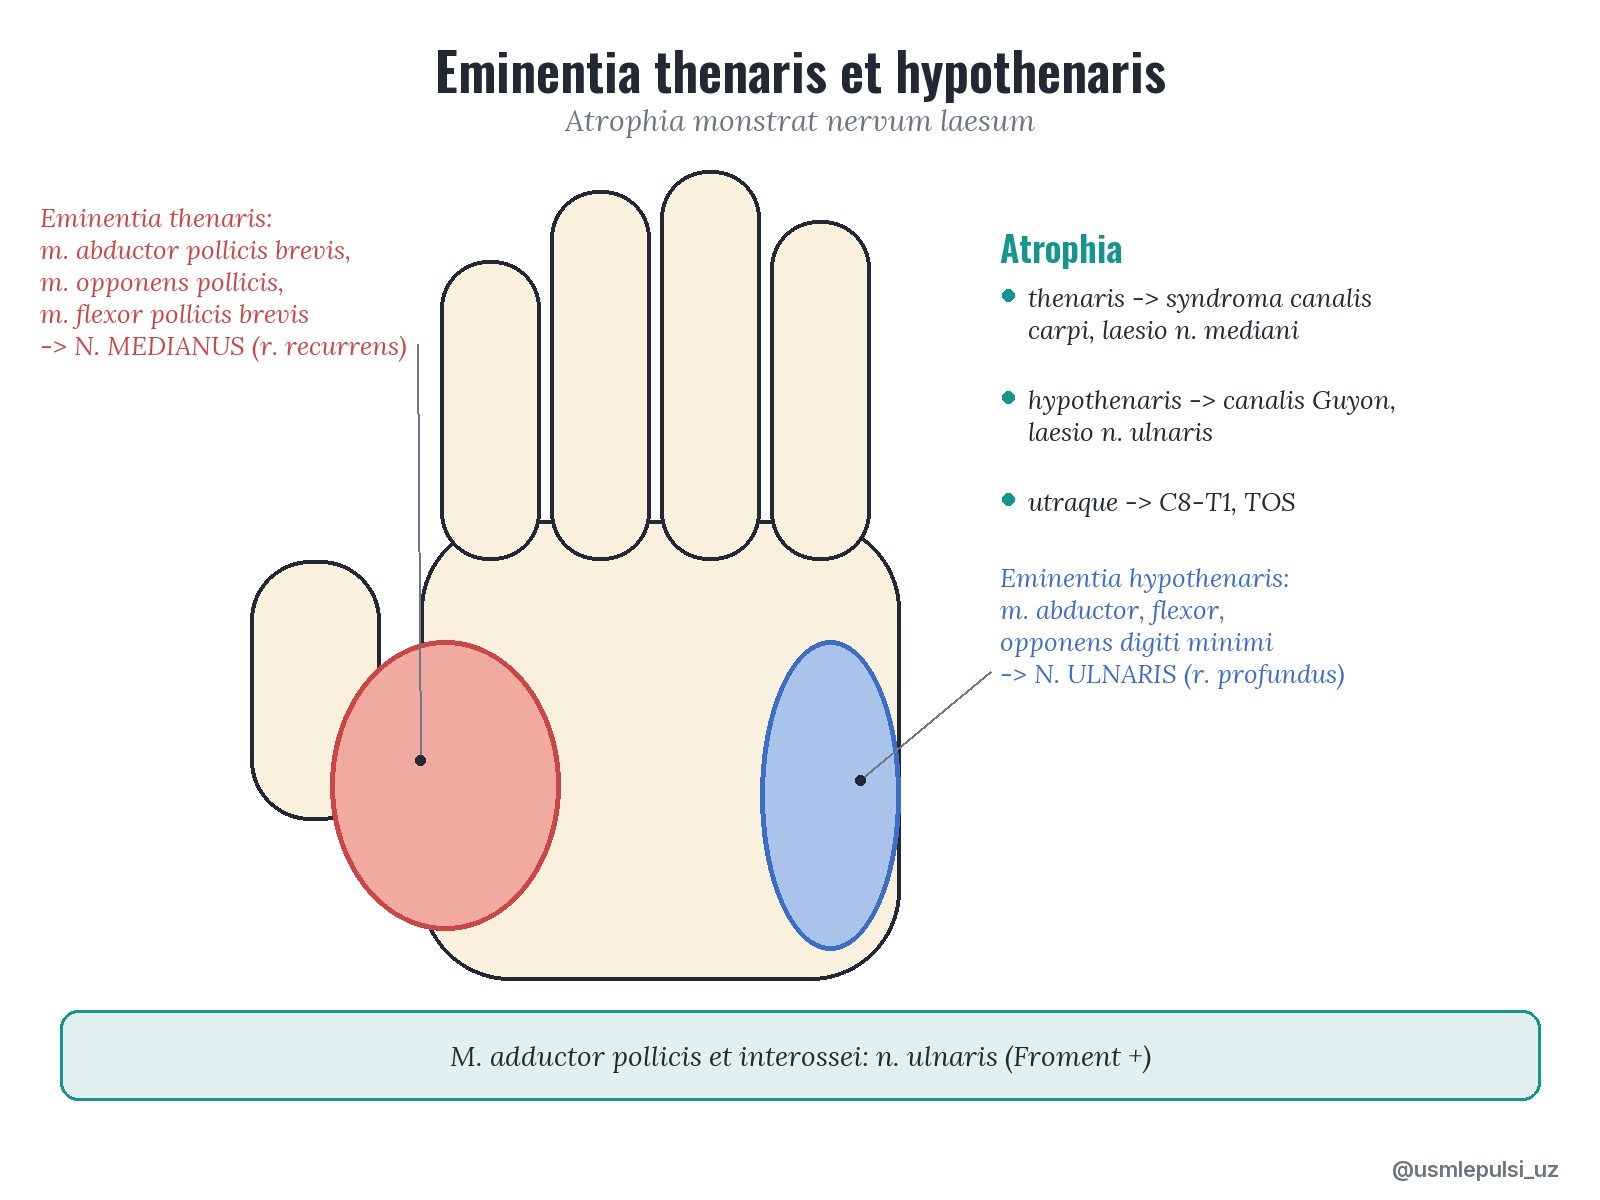 Eminentia thenaris et hypothenaris
Atrophia monstrat nervum laesum
Eminentia thenaris:
m. abductor pollicis brevis,
m. opponens pollicis,
m. flexor pollicis brevis
-> N. MEDIANUS (r. recurrens)
Atrophia
thenaris -> syndroma canalis
carpi, laesio n. mediani
hypothenaris -> canalis Guyon,
laesio n. ulnaris
utraque -> C8-T1, TOS
Eminentia hypothenaris:
m. abductor, flexor,
opponens digiti minimi
-> N. ULNARIS (r. profundus)
M. adductor pollicis et interossei: n. ulnaris (Froment +)
@usmlepulsi_uz